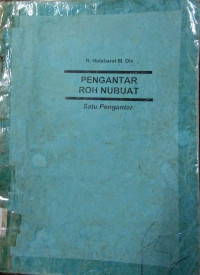 R. Hutabarat M. Div
PENGANTAR
ROH NUBUAT
Satu Pengantar